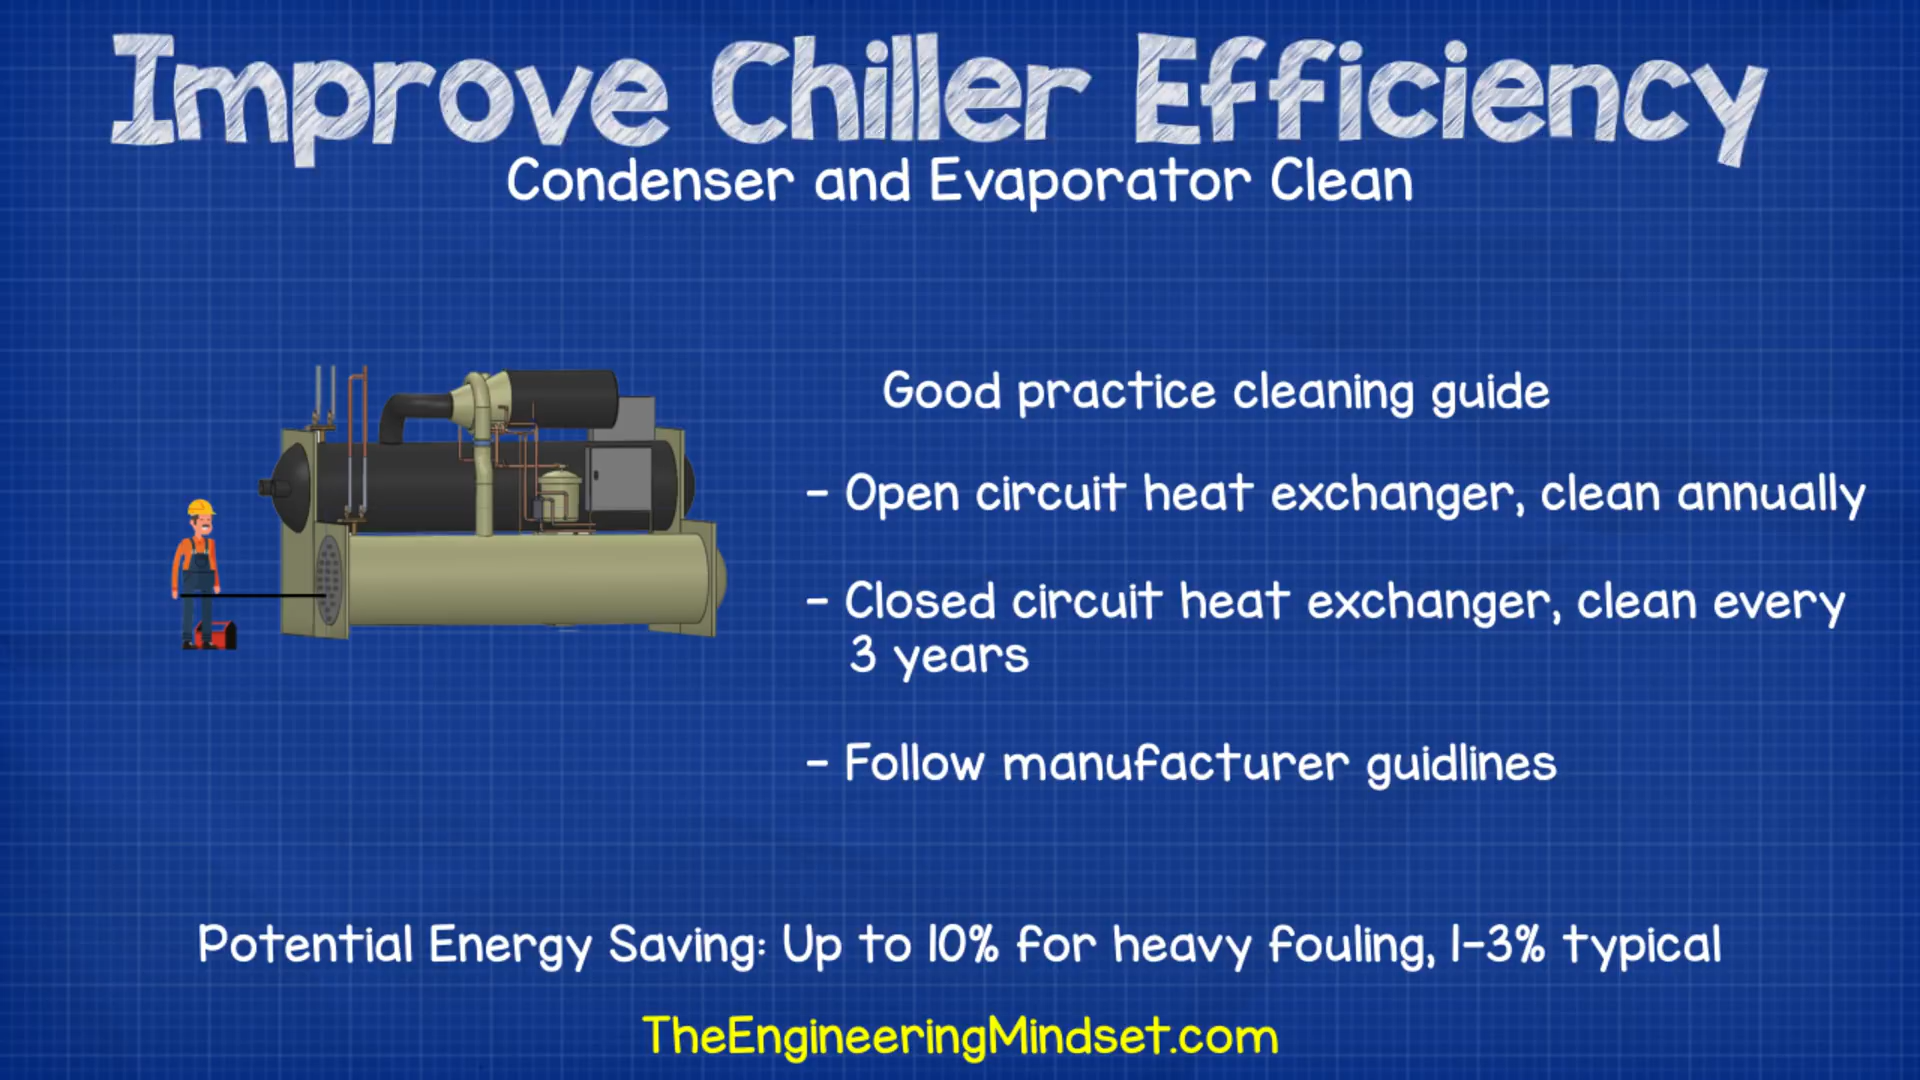 Improve Chiller Efficiency
Condenser and Evaporator Clean
Good practice cleaning guide
- Open circuit heat exchanger, clean annually
- Closed circuit heat exchanger, clean every
3 years
- Follow manufacturer guidlines
Potential Energy Saving: Up to 10% for heavy fouling, 1-3% typical
TheEngineeringMindset.com